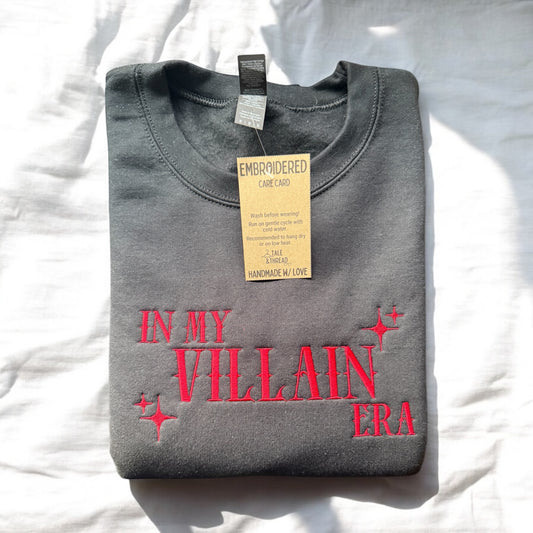 EMBROIDERED
CARE CARD
Wash before wearing!
Run on gentle cycle with
cold water.
Recommended to hang dry
or on low heat.
TALE
&THREAD
HANDMADE W/ LOVE
IN MY
VILLAIN
ERA